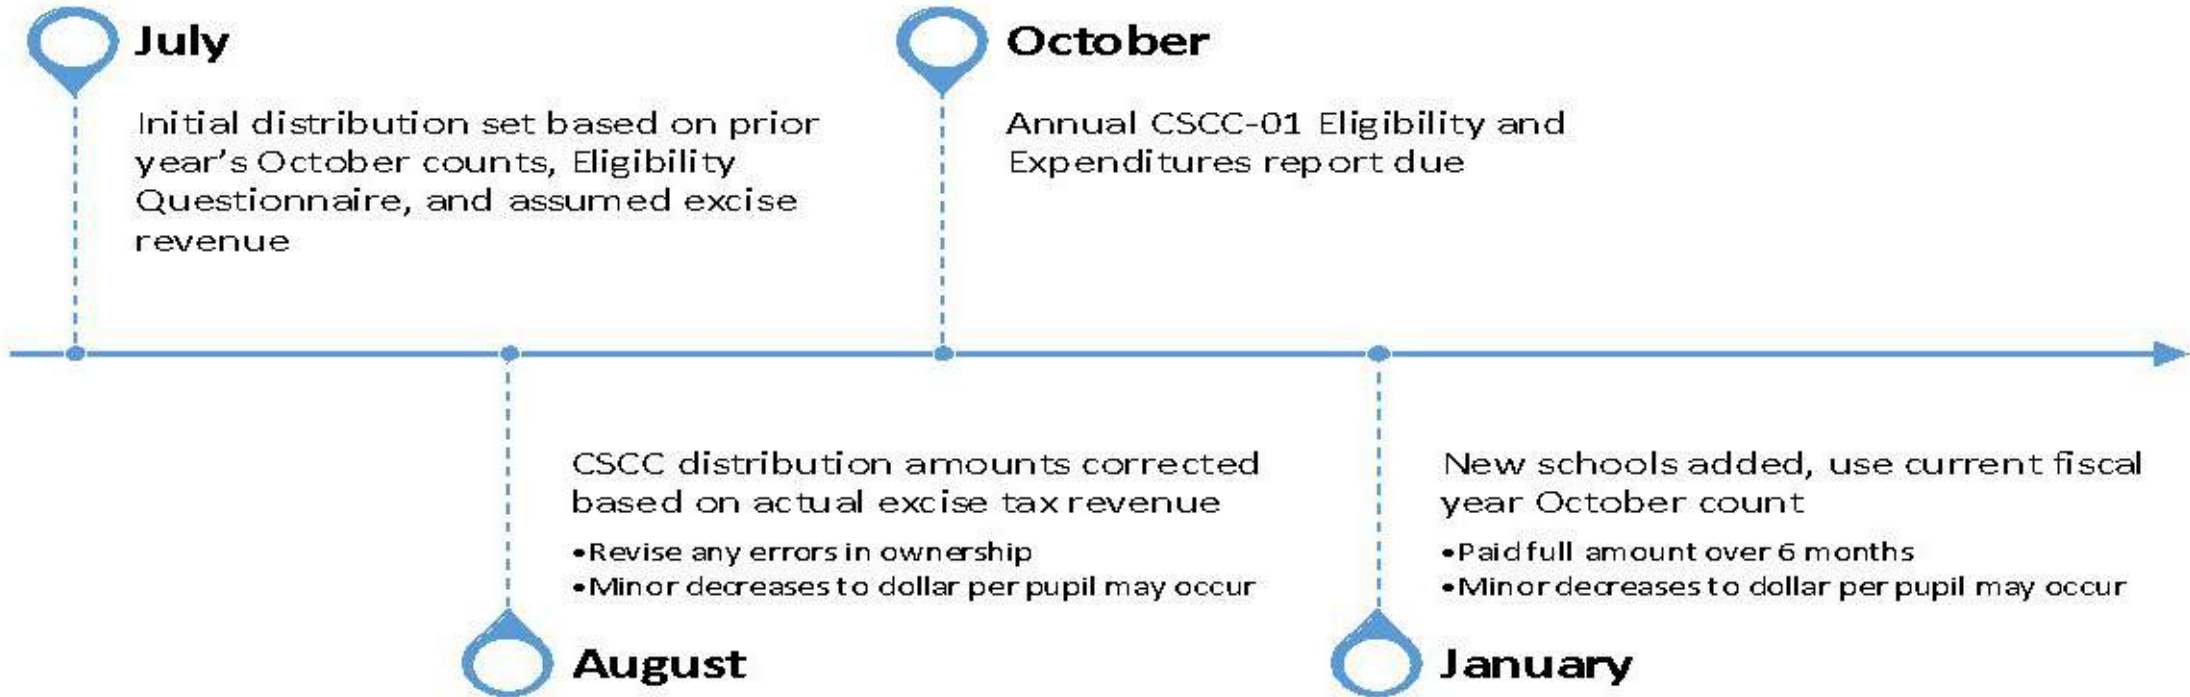 July
Initial distribution set based on prior
year's October counts, Eligibility
Questionnaire, and assumed excise
revenue
October
Annual CSCC-01 Eligibility and
Expenditures report due
CSCC distribution amounts corrected
based on actual excise tax revenue
•Revise any errors in ownership
•Minor decreases to dollar per pupil may occur
August
New schools added, use current fiscal
year October count
•Paid full amount over 6 months
•Minor decreases to dollar per pupil may occur
January